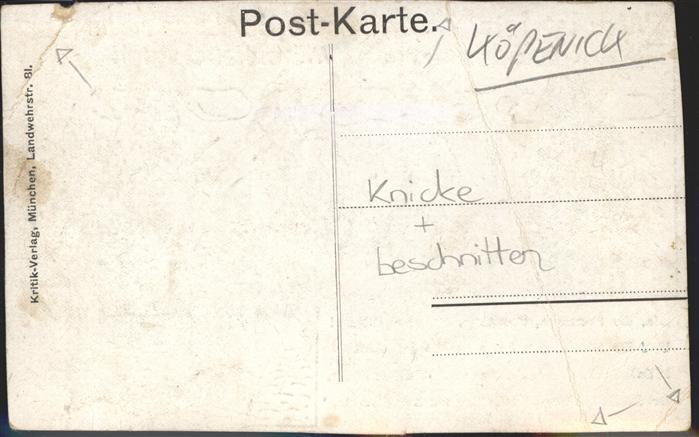 Post-Karte.
KÖPENICK
Kritik-Verlag, München, Landwehrstr. 81.
Knicke
+
beschnitten